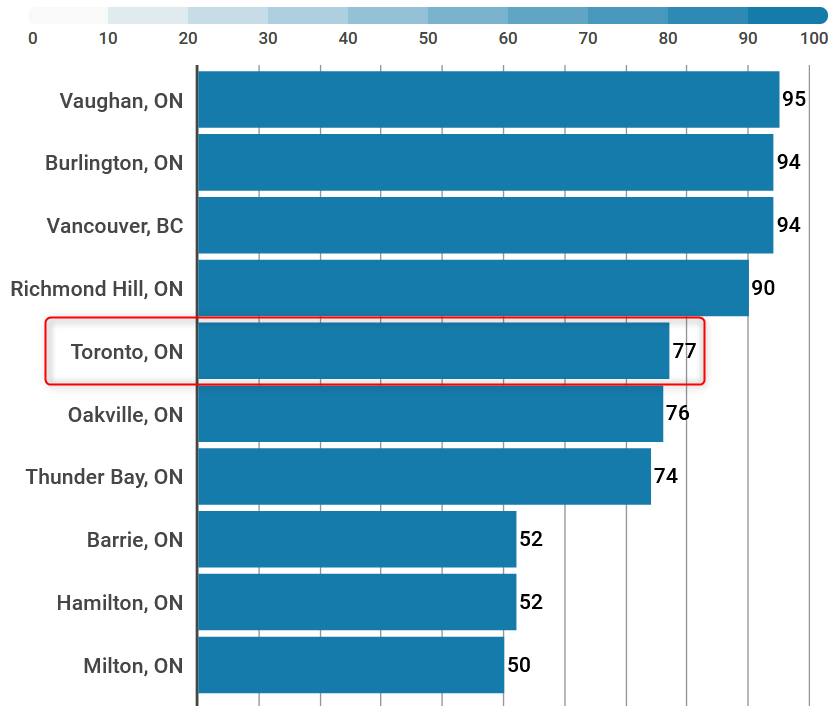 0 10 20 30 40 50 60 70 80 90 100
Vaughan, ON 95
Burlington, ON 94
Vancouver, BC 94
Richmond Hill, ON 90
Toronto, ON 77
Oakville, ON 76
Thunder Bay, ON 74
Barrie, ON 52
Hamilton, ON 52
Milton, ON 50